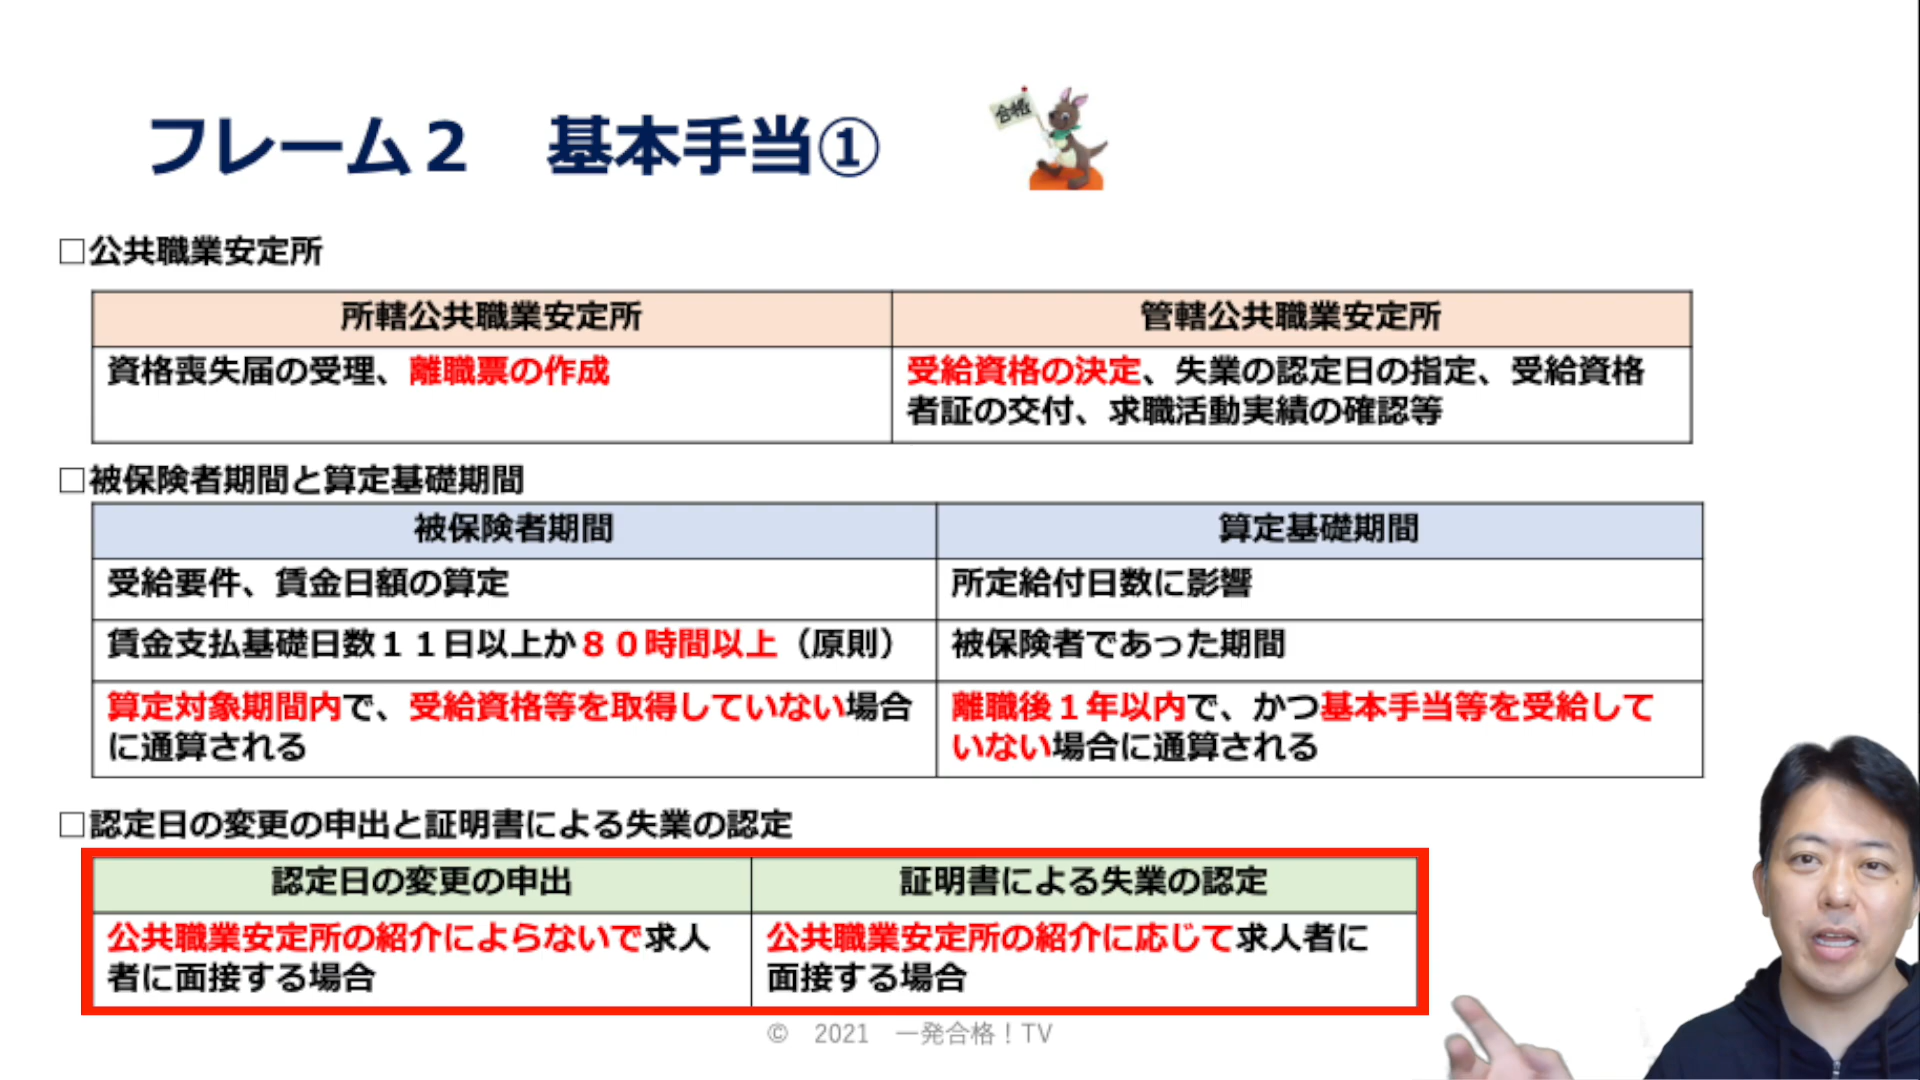 フレーム２　基本手当①
合格
□公共職業安定所
所轄公共職業安定所
管轄公共職業安定所
資格喪失届の受理、離職票の作成
受給資格の決定、失業の認定日の指定、受給資格
者証の交付、求職活動実績の確認等
□被保険者期間と算定基礎期間
被保険者期間
算定基礎期間
受給要件、賃金日額の算定
所定給付日数に影響
賃金支払基礎日数１１日以上か８０時間以上（原則）
被保険者であった期間
算定対象期間内で、受給資格等を取得していない場合
に通算される
離職後１年以内で、かつ基本手当等を受給して
いない場合に通算される
□認定日の変更の申出と証明書による失業の認定
認定日の変更の申出
証明書による失業の認定
公共職業安定所の紹介によらないで求人
者に面接する場合
公共職業安定所の紹介に応じて求人者に
面接する場合
©　2021　一発合格！TV